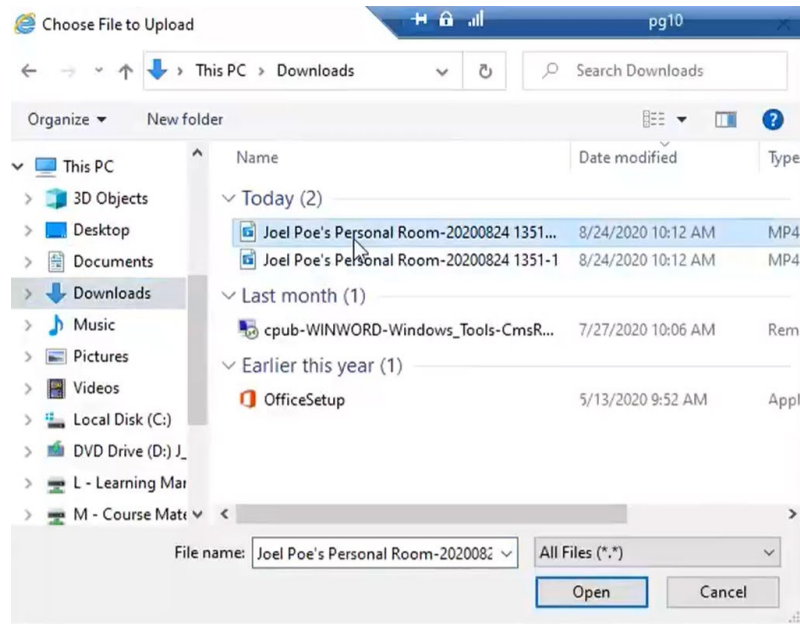 Choose File to Upload
pg10
This PC > Downloads
Search Downloads
Organize
New folder
Name
Date modified
Type
This PC
3D Objects
Desktop
Documents
Downloads
Music
Pictures
Videos
Local Disk (C:)
DVD Drive (D:) J_
L - Learning Mar
M - Course Mate
Today (2)
Joel Poe's Personal Room-20200824 1351... 8/24/2020 10:12 AM MP4
Joel Poe's Personal Room-20200824 1351-1 8/24/2020 10:12 AM MP4
Last month (1)
cpub-WINWORD-Windows_Tools-CmsR... 7/27/2020 10:06 AM Rem
Earlier this year (1)
OfficeSetup 5/13/2020 9:52 AM Appl
File name: Joel Poe's Personal Room-2020082
All Files (*.*)
Open
Cancel